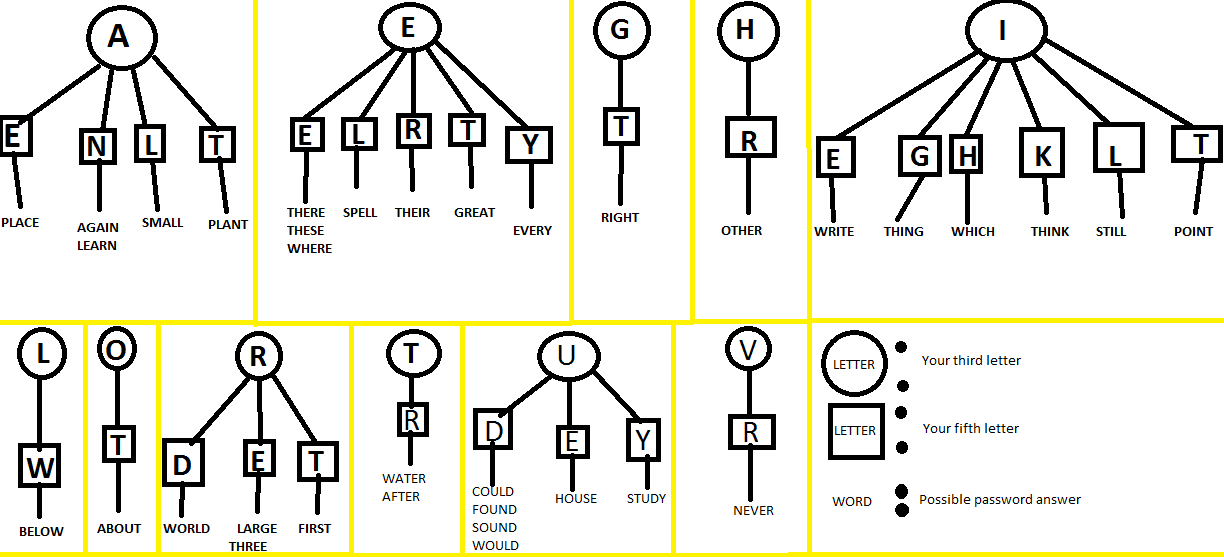 A
E
N
L
T
PLACE
AGAIN
LEARN
SMALL
PLANT
E
E
L
R
T
Y
THERE
THESE
WHERE
SPELL
THEIR
GREAT
EVERY
G
T
RIGHT
H
R
OTHER
I
E
G
H
K
L
T
WRITE
THING
WHICH
THINK
STILL
POINT
L
W
BELOW
O
T
ABOUT
R
D
E
T
WORLD
LARGE
THREE
FIRST
T
R
WATER
AFTER
U
D
E
Y
COULD
FOUND
SOUND
WOULD
HOUSE
STUDY
V
R
NEVER
LETTER
Your third letter
LETTER
Your fifth letter
WORD
Possible password answer